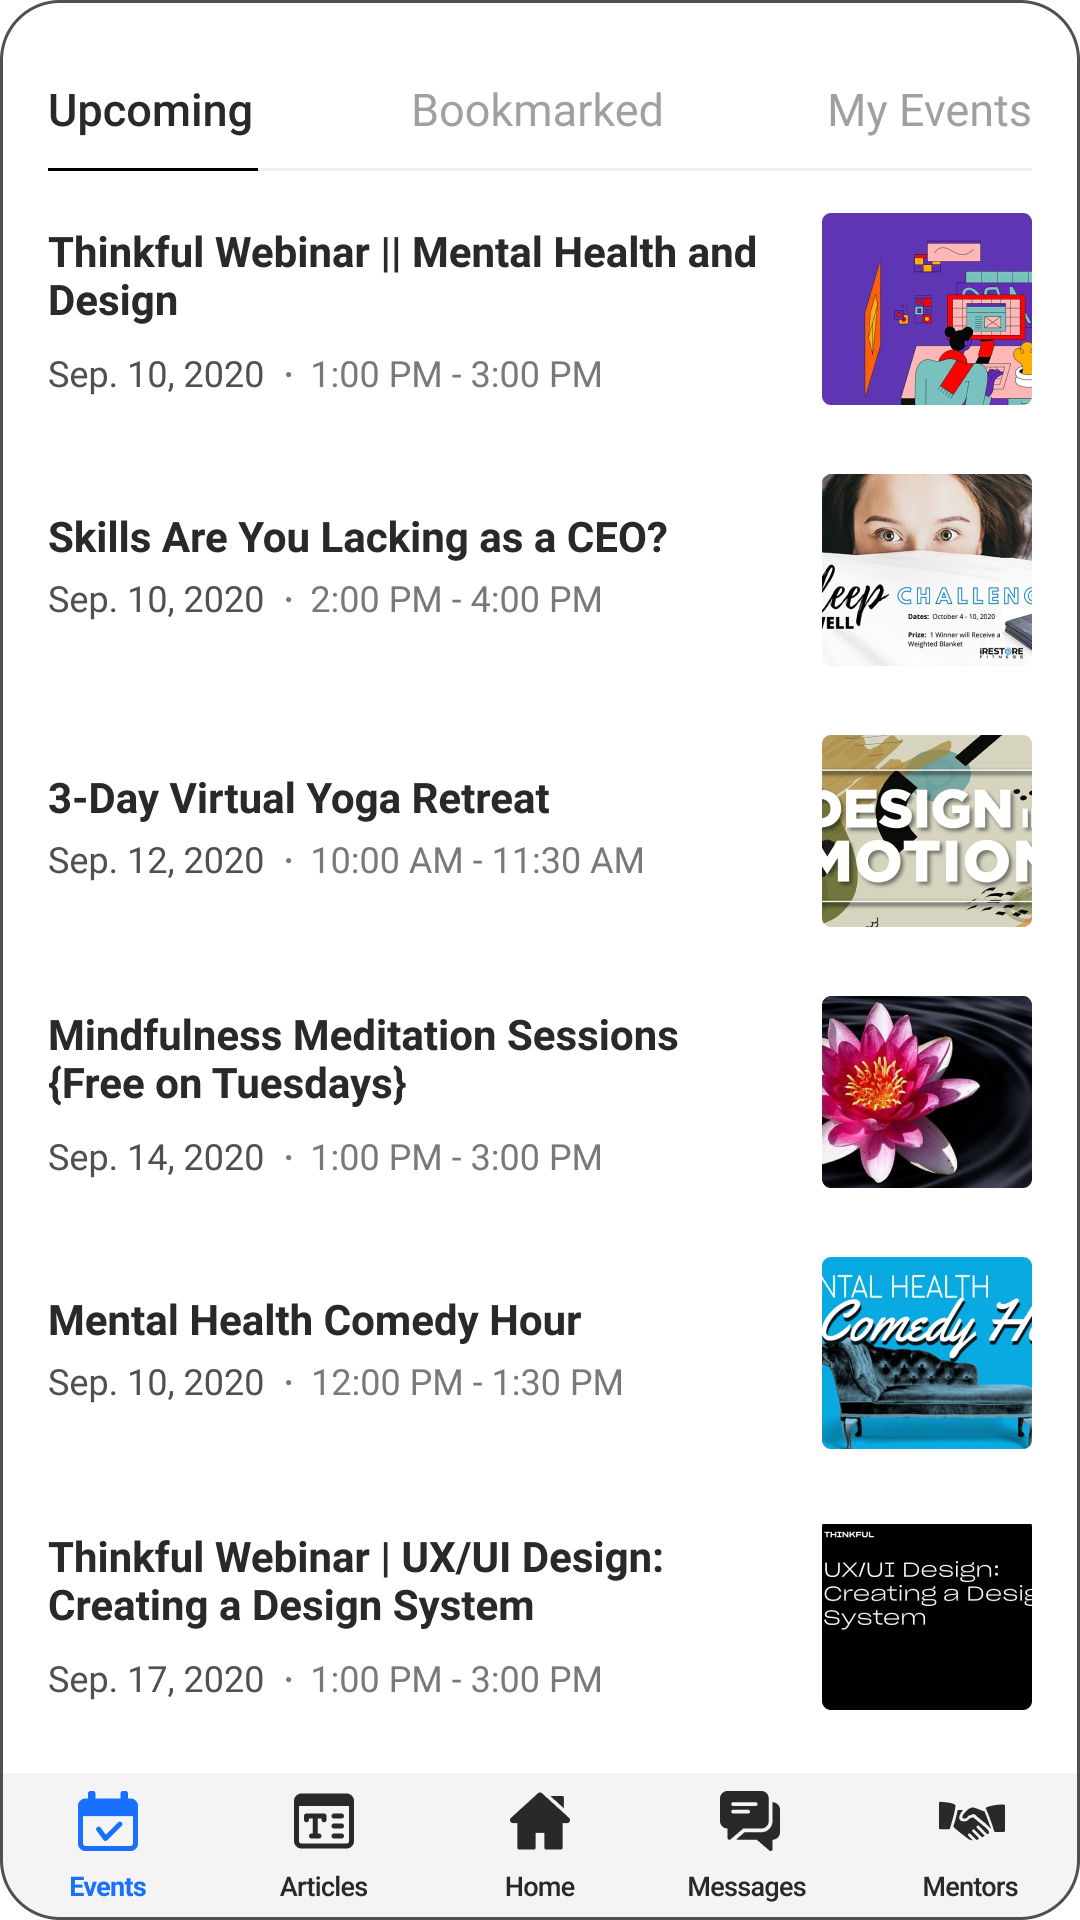 Upcoming Bookmarked My Events
Thinkful Webinar || Mental Health and
Design
Sep. 10, 2020 · 1:00 PM - 3:00 PM
Skills Are You Lacking as a CEO?
Sep. 10, 2020 · 2:00 PM - 4:00 PM
leep CHALLENG
ELL
Dates: October 4 - 10, 2020
Prize: 1 Winner will Receive a
Weighted Blanket
iRESTORE
FITNESS
3-Day Virtual Yoga Retreat
Sep. 12, 2020 · 10:00 AM - 11:30 AM
DESIGN i
MOTION
Mindfulness Meditation Sessions
{Free on Tuesdays}
Sep. 14, 2020 · 1:00 PM - 3:00 PM
Mental Health Comedy Hour
Sep. 10, 2020 · 12:00 PM - 1:30 PM
NTAL HEALTH
Comedy H
Thinkful Webinar | UX/UI Design:
Creating a Design System
Sep. 17, 2020 · 1:00 PM - 3:00 PM
THINKFUL
UX/UI Design:
Creating a Desig
System
Events Articles Home Messages Mentors